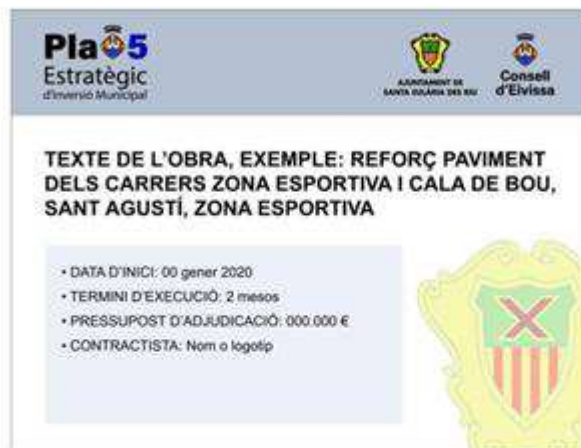 Pla 5
Estratègic
d'Inversió Municipal
AJUNTAMENT DE
SANTA EULÀRIA DES RIU
Consell
d'Eivissa
TEXTE DE L'OBRA, EXEMPLE: REFORÇ PAVIMENT
DELS CARRERS ZONA ESPORTIVA I CALA DE BOU,
SANT AGUSTÍ, ZONA ESPORTIVA
• DATA D'INICI: 00 gener 2020
• TERMINI D'EXECUCIÓ: 2 mesos
• PRESSUPOST D'ADJUDICACIÓ: 000.000 €
• CONTRACTISTA: Nom o logotip